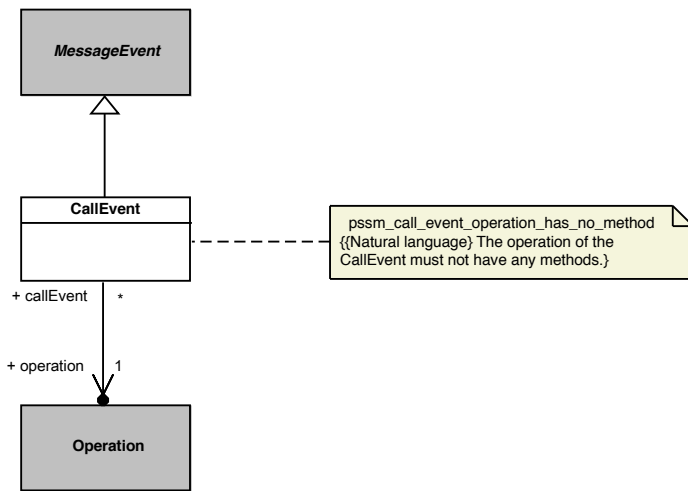 MessageEvent
CallEvent
pssm_call_event_operation_has_no_method
{{Natural language} The operation of the
CallEvent must not have any methods.}
+ callEvent *
+ operation 1
Operation